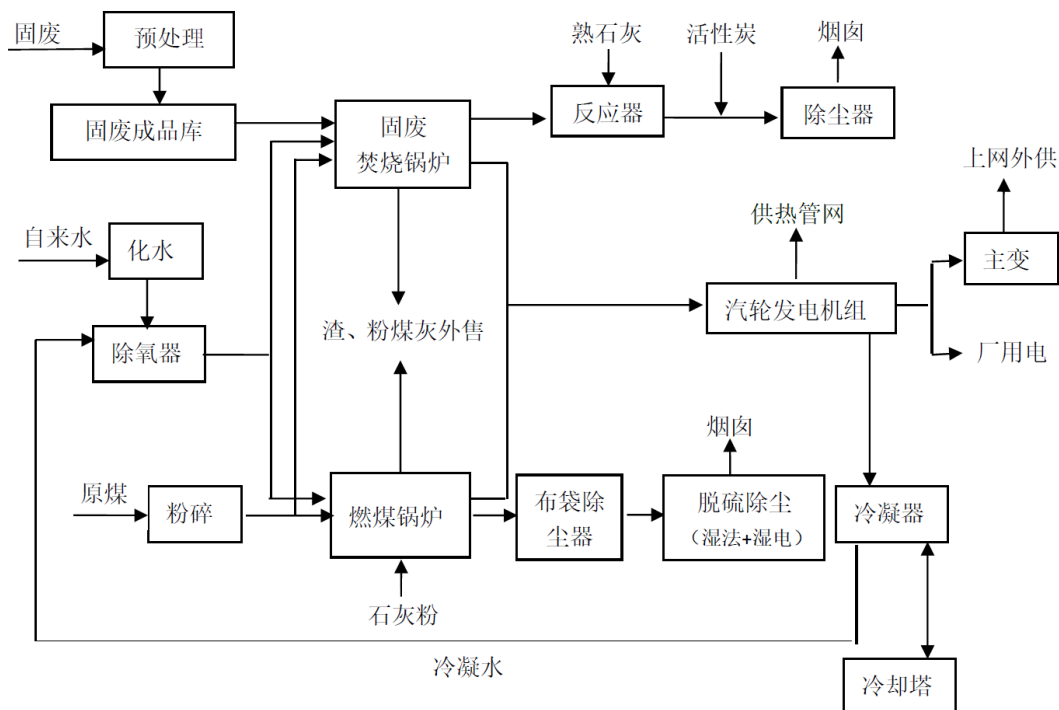 固废
预处理
熟石灰
活性炭
烟囱
固废成品库
固废
焚烧锅炉
反应器
除尘器
上网外供
供热管网
自来水
化水
主变
汽轮发电机组
渣、粉煤灰外售
除氧器
厂用电
烟囱
原煤
粉碎
燃煤锅炉
布袋除
尘器
脱硫除尘
（湿法+湿电）
冷凝器
石灰粉
冷凝水
冷却塔